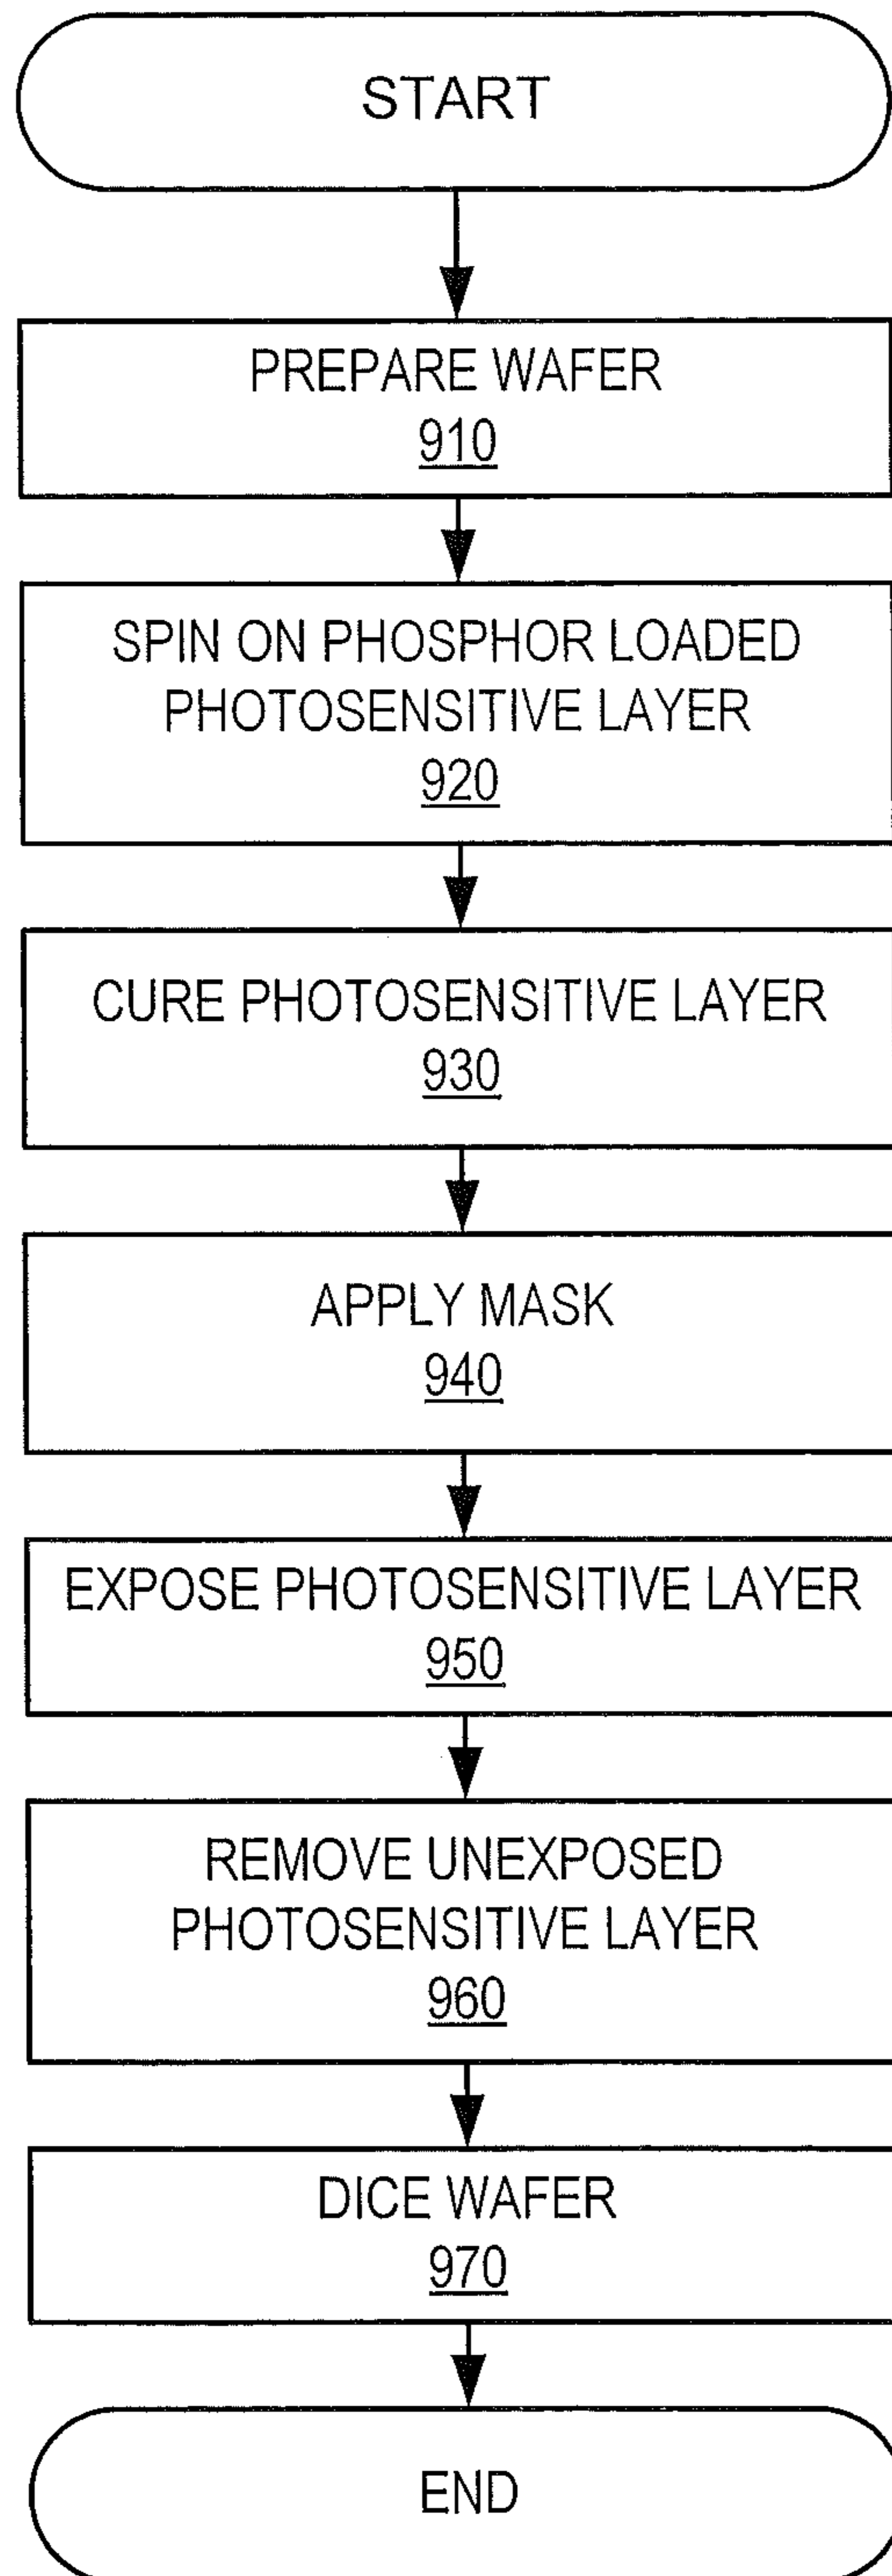 START
PREPARE WAFER
910
SPIN ON PHOSPHOR LOADED
PHOTOSENSITIVE LAYER
920
CURE PHOTOSENSITIVE LAYER
930
APPLY MASK
940
EXPOSE PHOTOSENSITIVE LAYER
950
REMOVE UNEXPOSED
PHOTOSENSITIVE LAYER
960
DICE WAFER
970
END